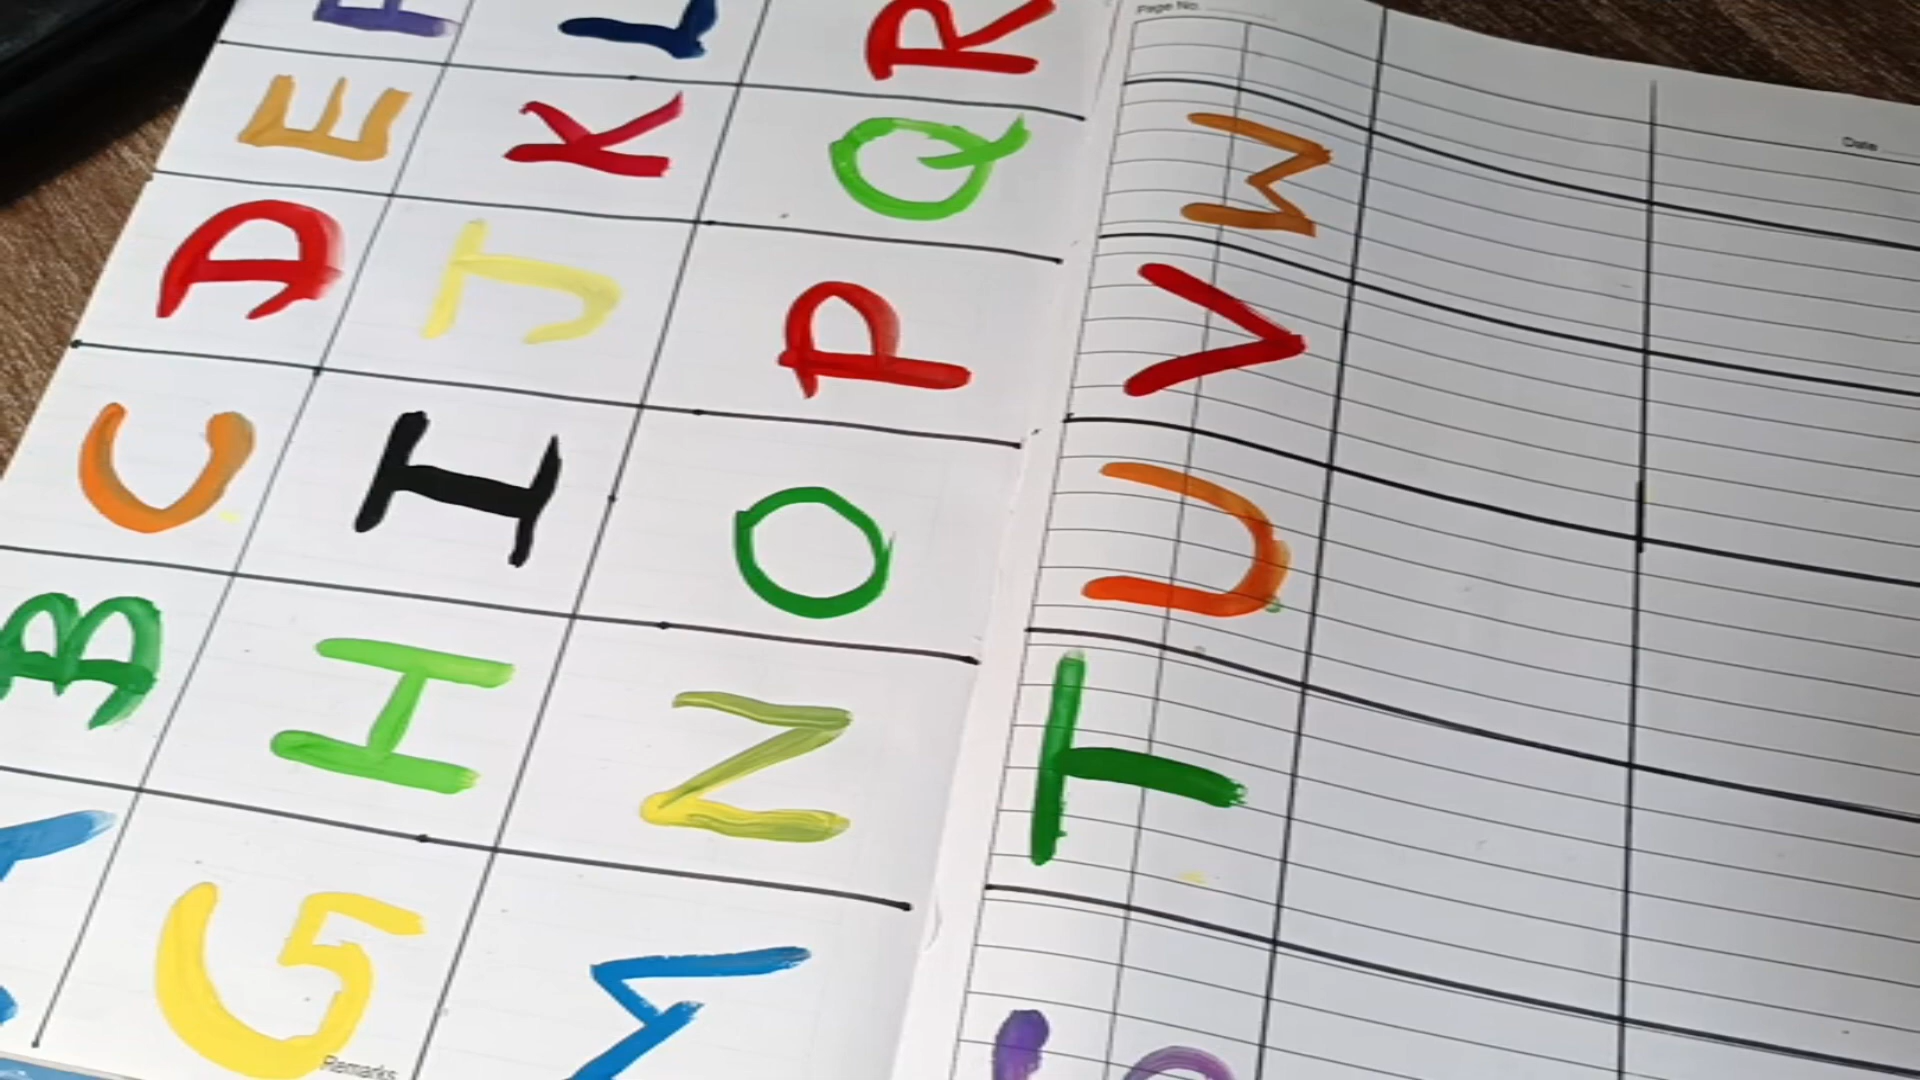 A B C D E F
G H I J K L
M N O P Q R
Remarks
Page No.
Date
S T U V W